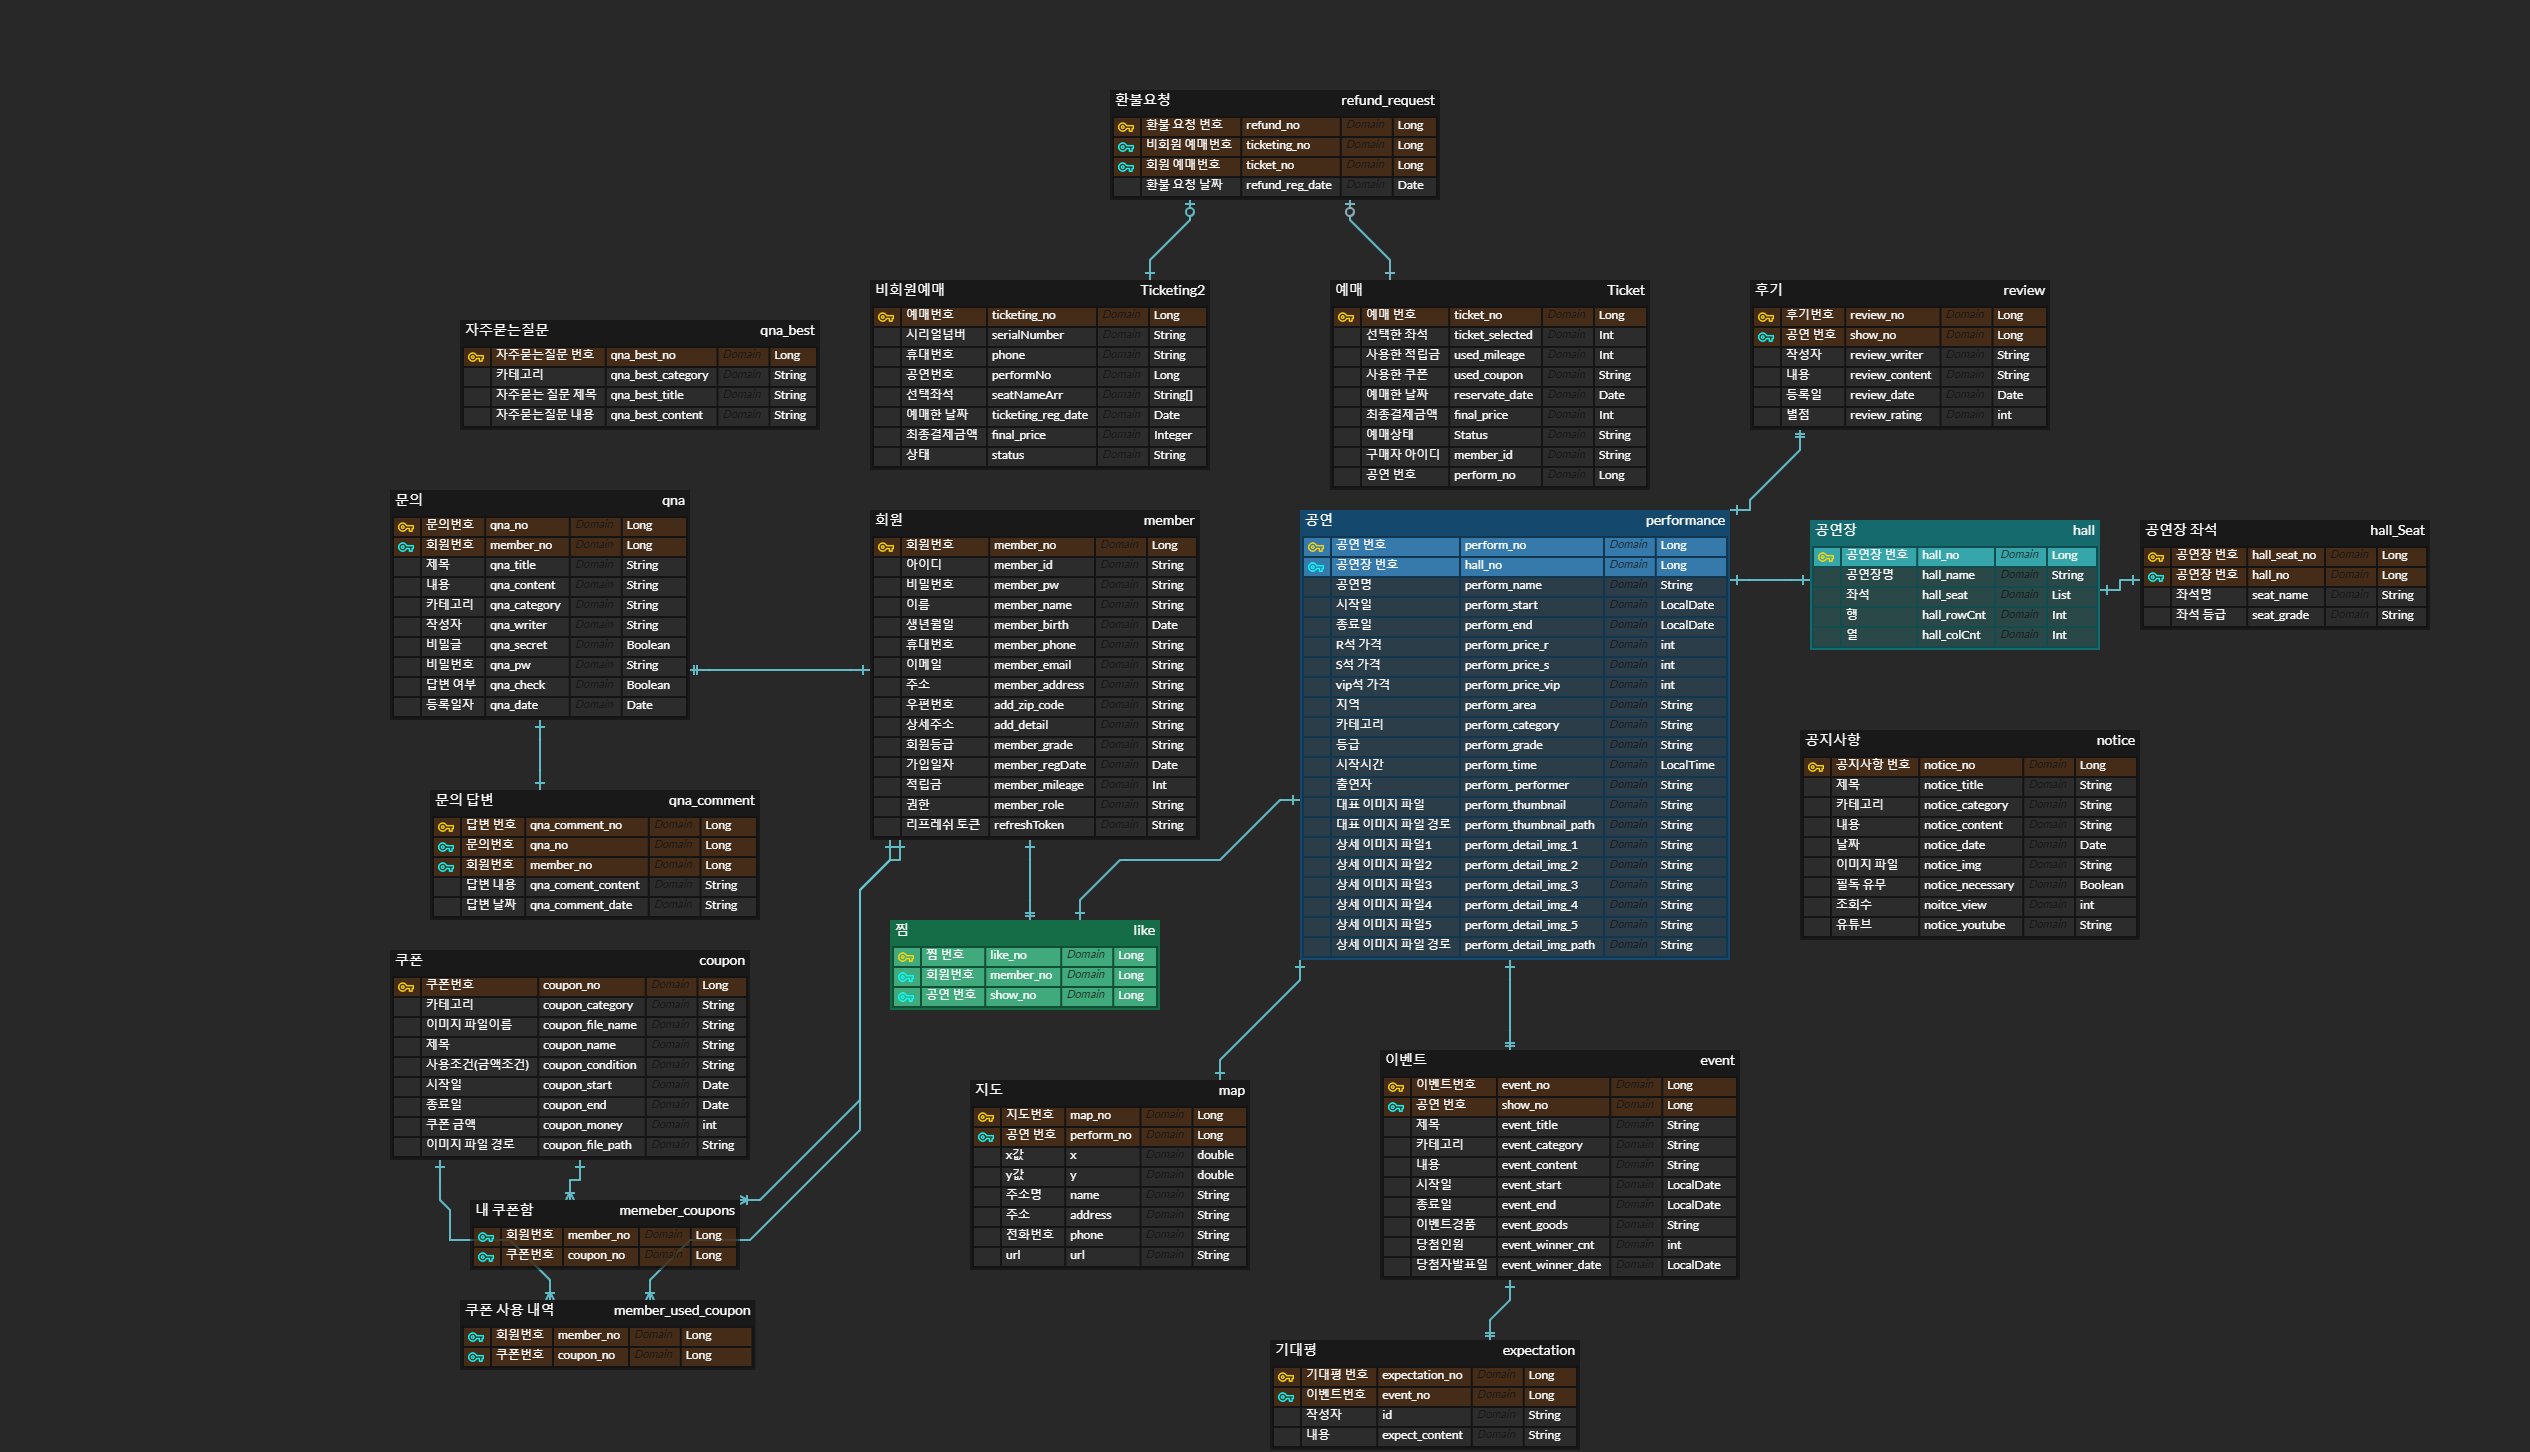 환불요청 refund_request
환불 요청 번호 refund_no Domain Long
비회원 예매번호 ticketing_no Domain Long
회원 예매번호 ticket_no Domain Long
환불 요청 날짜 refund_reg_date Domain Date
비회원예매 Ticketing2
예매번호 ticketing_no Domain Long
시리얼넘버 serialNumber Domain String
휴대번호 phone Domain String
공연번호 performNo Domain Long
선택좌석 seatNameArr Domain String[]
예매한 날짜 ticketing_reg_date Domain Date
최종결제금액 final_price Domain Integer
상태 status Domain String
예매 Ticket
예매 번호 ticket_no Domain Long
선택한 좌석 ticket_selected Domain Int
사용한 적립금 used_mileage Domain Int
사용한 쿠폰 used_coupon Domain String
예매한 날짜 reservate_date Domain Date
최종결제금액 final_price Domain Int
예매상태 Status Domain String
구매자 아이디 member_id Domain String
공연 번호 perform_no Domain Long
후기 review
후기번호 review_no Domain Long
공연 번호 show_no Domain Long
작성자 review_writer Domain String
내용 review_content Domain String
등록일 review_date Domain Date
별점 review_rating Domain int
자주묻는질문 qna_best
자주묻는질문 번호 qna_best_no Domain Long
카테고리 qna_best_category Domain String
자주묻는 질문 제목 qna_best_title Domain String
자주묻는질문 내용 qna_best_content Domain String
문의 qna
문의번호 qna_no Domain Long
회원번호 member_no Domain Long
제목 qna_title Domain String
내용 qna_content Domain String
카테고리 qna_category Domain String
작성자 qna_writer Domain String
비밀글 qna_secret Domain Boolean
비밀번호 qna_pw Domain String
답변 여부 qna_check Domain Boolean
등록일자 qna_date Domain Date
회원 member
회원번호 member_no Domain Long
아이디 member_id Domain String
비밀번호 member_pw Domain String
이름 member_name Domain String
생년월일 member_birth Domain Date
휴대번호 member_phone Domain String
이메일 member_email Domain String
주소 member_address Domain String
우편번호 add_zip_code Domain String
상세주소 add_detail Domain String
회원등급 member_grade Domain String
가입일자 member_regDate Domain Date
적립금 member_mileage Domain Int
권한 member_role Domain String
리프레쉬 토큰 refreshToken Domain String
공연 performance
공연 번호 perform_no Domain Long
공연장 번호 hall_no Domain Long
공연명 perform_name Domain String
시작일 perform_start Domain LocalDate
종료일 perform_end Domain LocalDate
R석 가격 perform_price_r Domain int
S석 가격 perform_price_s Domain int
vip석 가격 perform_price_vip Domain int
지역 perform_area Domain String
카테고리 perform_category Domain String
등급 perform_grade Domain String
시작시간 perform_time Domain LocalTime
출연자 perform_ performer Domain String
대표 이미지 파일 perform_thumbnail Domain String
대표 이미지 파일 경로 perform_thumbnail_path Domain String
상세 이미지 파일1 perform_detail_img_1 Domain String
상세 이미지 파일2 perform_detail_img_2 Domain String
상세 이미지 파일3 perform_detail_img_3 Domain String
상세 이미지 파일4 perform_detail_img_4 Domain String
상세 이미지 파일5 perform_detail_img_5 Domain String
상세 이미지 파일 경로 perform_detail_img_path Domain String
공연장 hall
공연장 번호 hall_no Domain Long
공연장명 hall_name Domain String
좌석 hall_seat Domain List
행 hall_rowCnt Domain Int
열 hall_colCnt Domain Int
공연장 좌석 hall_Seat
공연장 번호 hall_seat_no Domain Long
공연장 번호 hall_no Domain Long
좌석명 seat_name Domain String
좌석 등급 seat_grade Domain String
공지사항 notice
공지사항 번호 notice_no Domain Long
제목 notice_title Domain String
카테고리 notice_category Domain String
내용 notice_content Domain String
날짜 notice_date Domain Date
이미지 파일 notice_img Domain String
필독 유무 notice_necessary Domain Boolean
조회수 noitce_view Domain int
유튜브 notice_youtube Domain String
문의 답변 qna_comment
답변 번호 qna_comment_no Domain Long
문의번호 qna_no Domain Long
회원번호 member_no Domain Long
답변 내용 qna_coment_content Domain String
답변 날짜 qna_comment_date Domain String
찜 like
찜 번호 like_no Domain Long
회원번호 member_no Domain Long
공연 번호 show_no Domain Long
쿠폰 coupon
쿠폰번호 coupon_no Domain Long
카테고리 coupon_category Domain String
이미지 파일이름 coupon_file_name Domain String
제목 coupon_name Domain String
사용조건(금액조건) coupon_condition Domain String
시작일 coupon_start Domain Date
종료일 coupon_end Domain Date
쿠폰 금액 coupon_money Domain int
이미지 파일 경로 coupon_file_path Domain String
내 쿠폰함 memeber_coupons
회원번호 member_no Domain Long
쿠폰번호 coupon_no Domain Long
쿠폰 사용 내역 member_used_coupon
회원번호 member_no Domain Long
쿠폰번호 coupon_no Domain Long
지도 map
지도번호 map_no Domain Long
공연 번호 perform_no Domain Long
x값 x Domain double
y값 y Domain double
주소명 name Domain String
주소 address Domain String
전화번호 phone Domain String
url url Domain String
이벤트 event
이벤트번호 event_no Domain Long
공연 번호 show_no Domain Long
제목 event_title Domain String
카테고리 event_category Domain String
내용 event_content Domain String
시작일 event_start Domain LocalDate
종료일 event_end Domain LocalDate
이벤트경품 event_goods Domain String
당첨인원 event_winner_cnt Domain int
당첨자발표일 event_winner_date Domain LocalDate
기대평 expectation
기대평 번호 expectation_no Domain Long
이벤트번호 event_no Domain Long
작성자 id Domain String
내용 expect_content Domain String